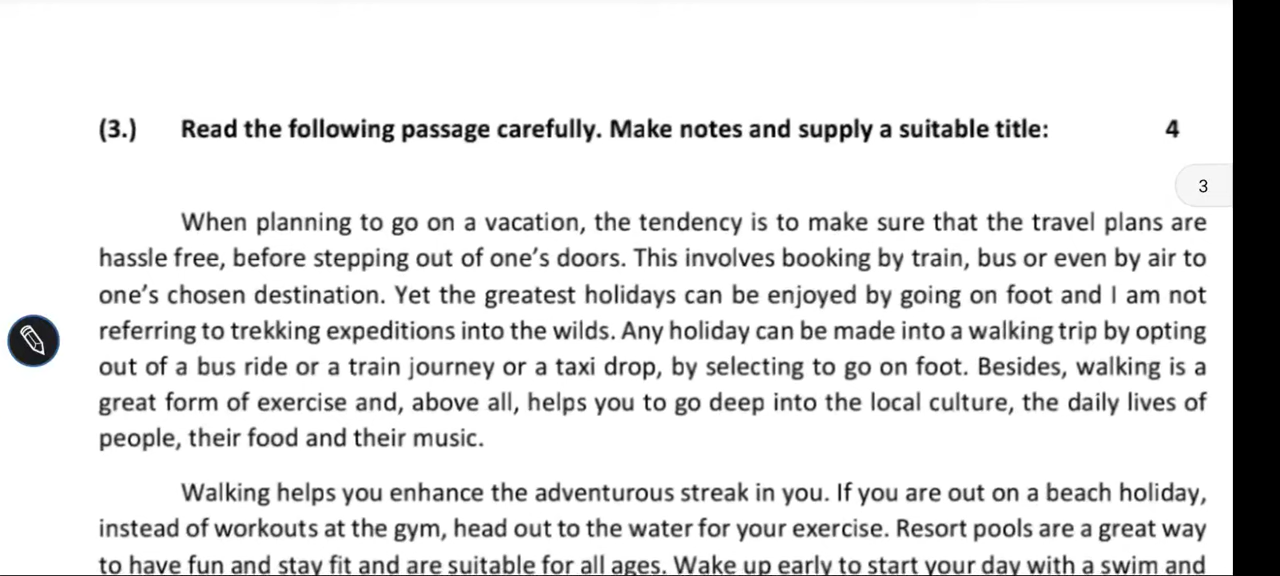 (3.) Read the following passage carefully. Make notes and supply a suitable title: 4
3
When planning to go on a vacation, the tendency is to make sure that the travel plans are
hassle free, before stepping out of one's doors. This involves booking by train, bus or even by air to
one's chosen destination. Yet the greatest holidays can be enjoyed by going on foot and I am not
referring to trekking expeditions into the wilds. Any holiday can be made into a walking trip by opting
out of a bus ride or a train journey or a taxi drop, by selecting to go on foot. Besides, walking is a
great form of exercise and, above all, helps you to go deep into the local culture, the daily lives of
people, their food and their music.
Walking helps you enhance the adventurous streak in you. If you are out on a beach holiday,
instead of workouts at the gym, head out to the water for your exercise. Resort pools are a great way
to have fun and stay fit and are suitable for all ages. Wake up early to start your day with a swim and